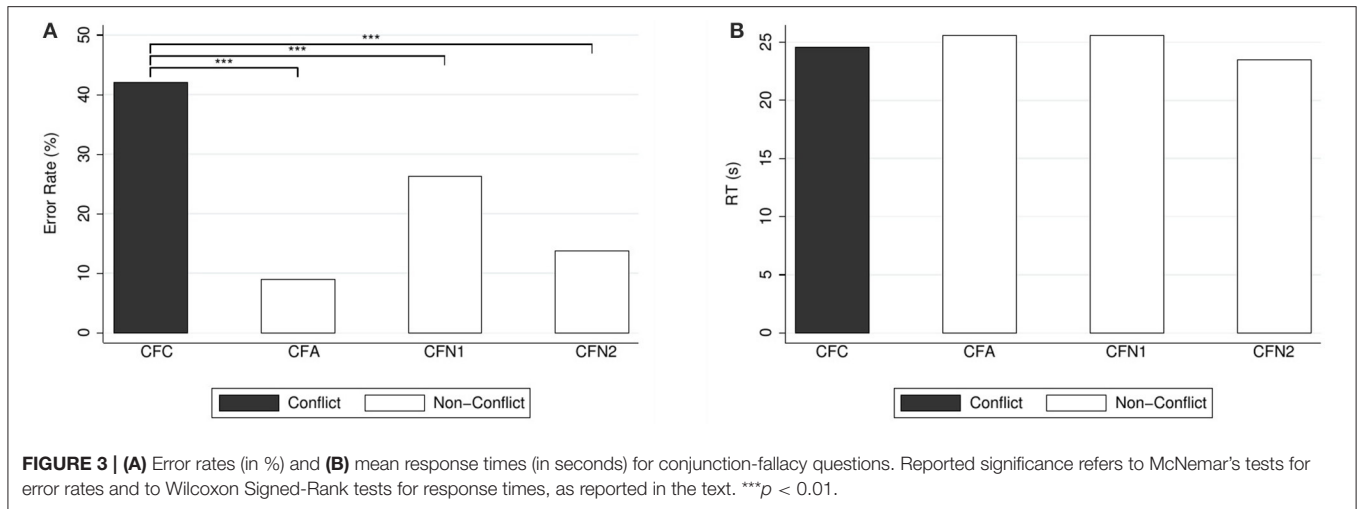 A
50
40
30
20
10
0
Error Rate (%)
***
***
***
CFC CFA CFN1 CFN2
Conflict Non−Conflict
B
25
20
15
10
5
0
RT (s)
CFC CFA CFN1 CFN2
Conflict Non−Conflict
FIGURE 3 | (A) Error rates (in %) and (B) mean response times (in seconds) for conjunction-fallacy questions. Reported significance refers to McNemar’s tests for
error rates and to Wilcoxon Signed-Rank tests for response times, as reported in the text. ***p < 0.01.